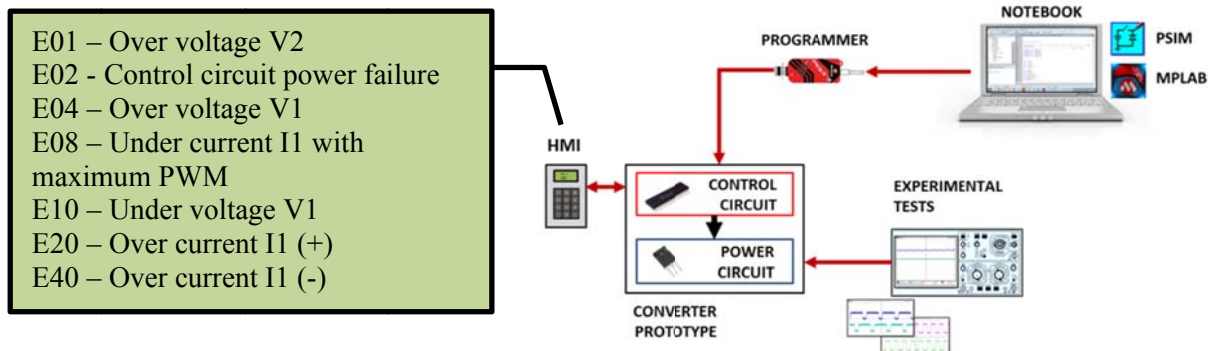 E01 – Over voltage V2
E02 - Control circuit power failure
E04 – Over voltage V1
E08 – Under current I1 with
maximum PWM
E10 – Under voltage V1
E20 – Over current I1 (+)
E40 – Over current I1 (-)
NOTEBOOK
PROGRAMMER
PSIM
MPLAB
HMI
CONTROL
CIRCUIT
POWER
CIRCUIT
EXPERIMENTAL
TESTS
CONVERTER
PROTOTYPE